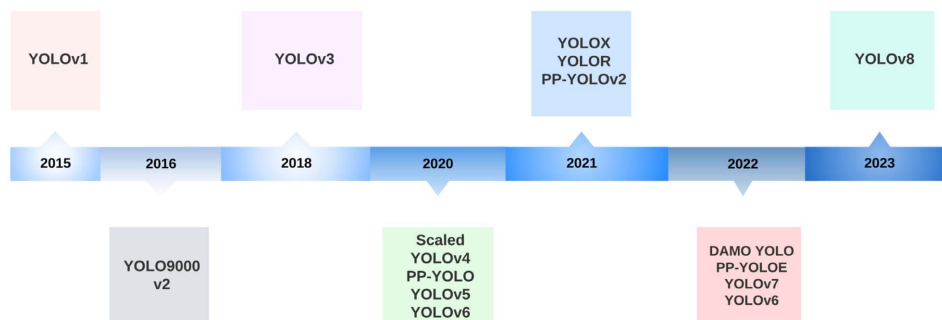 YOLOv1
YOLOv3
YOLOX
YOLOR
PP-YOLOv2
YOLOv8
2015
2016
2018
2020
2021
2022
2023
YOLO9000
v2
Scaled
YOLOv4
PP-YOLO
YOLOv5
YOLOv6
DAMO YOLO
PP-YOLOE
YOLOv7
YOLOv6